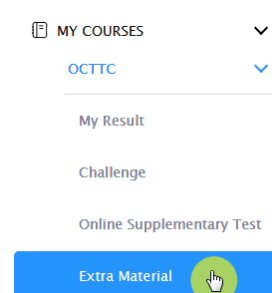 MY COURSES
OCTTC
My Result
Challenge
Online Supplementary Test
Extra Material